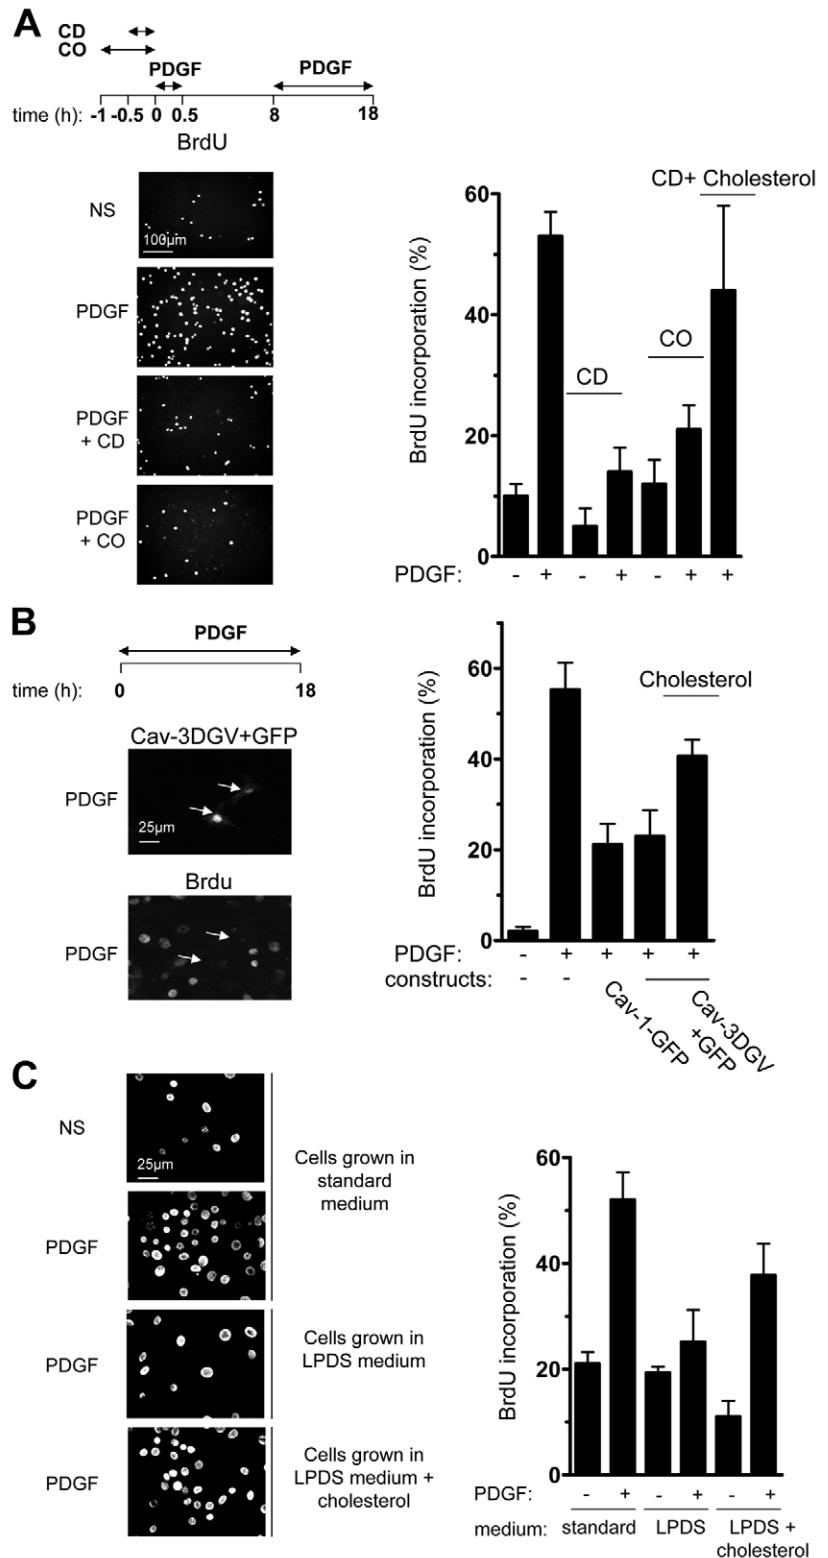 A
CD
CO
PDGF PDGF
time (h): -1 -0.5 0 0.5 8 18
BrdU
NS
100µm
PDGF
PDGF
+ CD
PDGF
+ CO
CD+ Cholesterol
CO
CD
BrdU incorporation (%)
60
40
20
0
PDGF: - + - + - + +
B
PDGF
time (h): 0 18
Cav-3DGV+GFP
PDGF
25µm
Brdu
PDGF
Cholesterol
BrdU incorporation (%)
60
40
20
0
PDGF: - + + + +
constructs: - -
Cav-1-GFP
Cav-3DGV
+GFP
C
NS
25µm
PDGF
Cells grown in
standard
medium
PDGF
Cells grown in
LPDS medium
PDGF
Cells grown in
LPDS medium +
cholesterol
BrdU incorporation (%)
60
40
20
0
PDGF: - + - + - +
medium: standard LPDS LPDS +
cholesterol